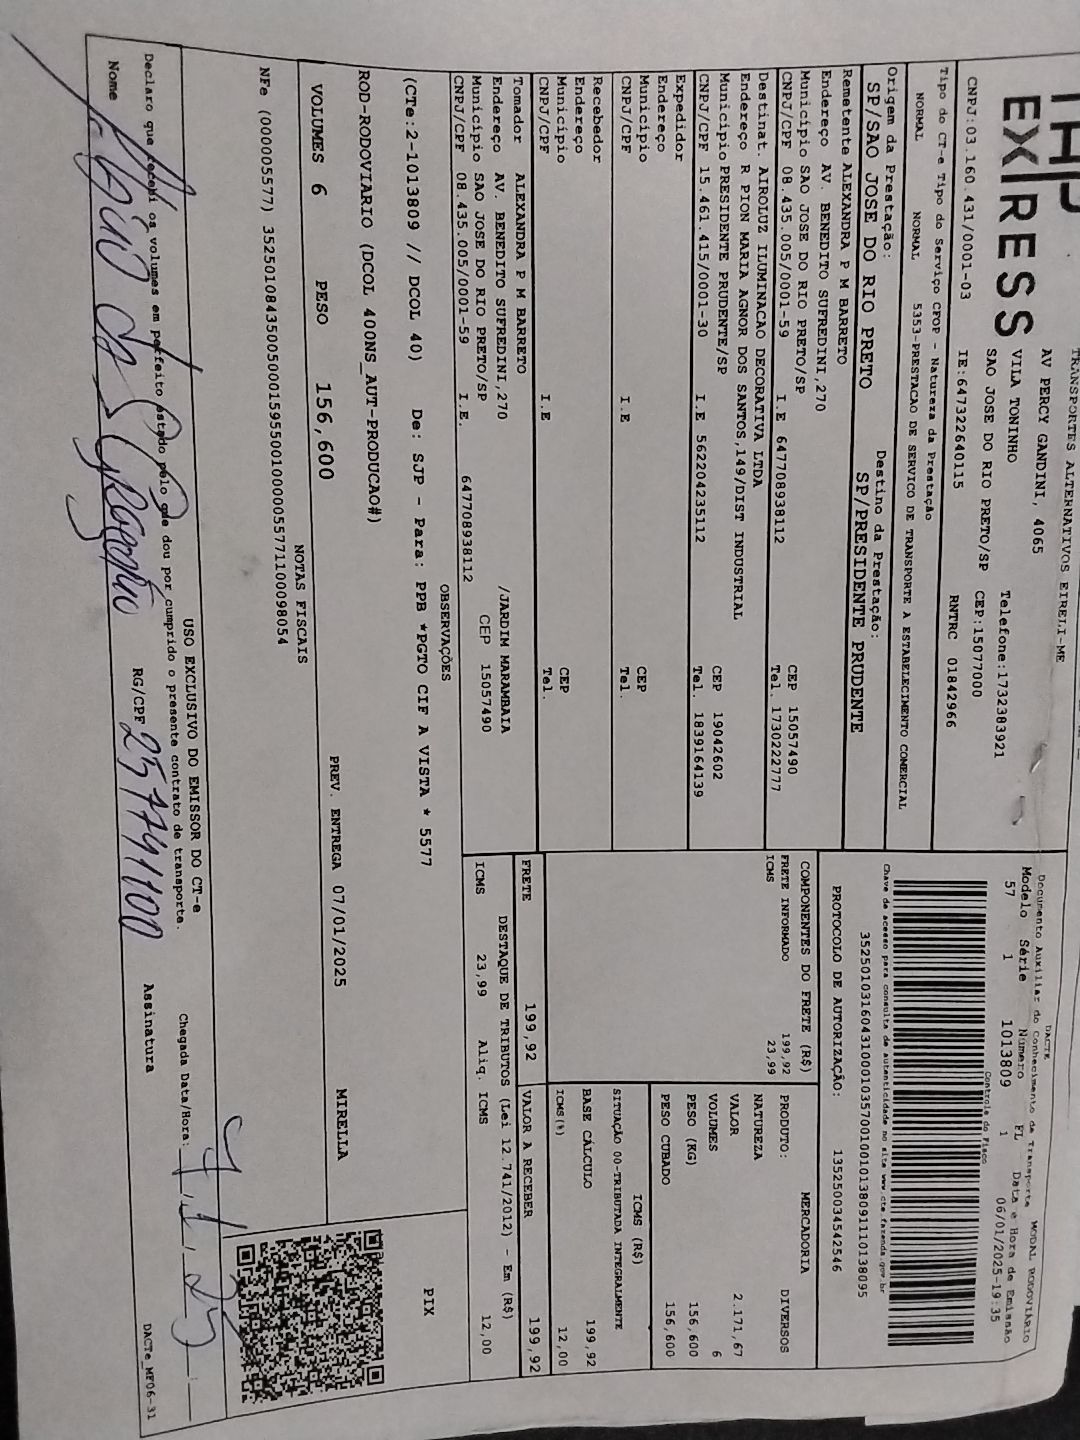 TRANSPORTES ALTERNATIVOS EIRELI-ME
EXPRESS
AV PERCY GANDINI, 4065
VILA TONINHO
Telefone:1732383921
SAO JOSE DO RIO PRETO/SP CEP:15077000
CNPJ:03.160.431/0001-03 IE:647322640115 RNTRC 01842966
Tipo do CT-e Tipo do Serviço CFOP - Natureza da Prestação
NORMAL NORMAL 5353-PRESTACAO DE SERVICO DE TRANSPORTE A ESTABELECIMENTO COMERCIAL
Origem da Prestação: Destino da Prestação:
SP/SAO JOSE DO RIO PRETO SP/PRESIDENTE PRUDENTE
Remetente ALEXANDRA P M BARRETO
Endereço AV. BENEDITO SUFREDINI,270
Município SAO JOSE DO RIO PRETO/SP CEP 15057490
CNPJ/CPF 08.435.005/0001-59 I.E 647708938112 Tel. 1730222777
Destinat. AIROLUZ ILUMINACAO DECORATIVA LTDA
Endereço R PION MARIA AGNOR DOS SANTOS,149/DIST INDUSTRIAL
Município PRESIDENTE PRUDENTE/SP CEP 19042602
CNPJ/CPF 15.461.415/0001-30 I.E 562204235112 Tel. 1839164139
Expedidor
Endereço
Município CEP
CNPJ/CPF I.E Tel.
Recebedor
Endereço
Município CEP
CNPJ/CPF I.E Tel.
Tomador ALEXANDRA P M BARRETO
Endereço AV. BENEDITO SUFREDINI,270 /JARDIM MARAMBAIA
Município SAO JOSE DO RIO PRETO/SP CEP 15057490
CNPJ/CPF 08.435.005/0001-59 I.E. 647708938112
DACTE
Documento Auxiliar do Conhecimento de Transporte MODAL RODOVIÁRIO
Modelo Série Número FL Data e Hora de Emissão
57 1 1013809 1 06/01/2025-19:35
Controle do Fisco
Chave de acesso para consulta de autenticidade no site www.cte.fazenda.gov.br
35250103160431000103570010010138091110138095
PROTOCOLO DE AUTORIZAÇÃO: 135250034542546
COMPONENTES DO FRETE (R$)
FRETE INFORMADO 199,92
ICMS 23,99
PRODUTO: MERCADORIA
NATUREZA DIVERSOS
VALOR 2.171,67
VOLUMES 6
PESO (KG) 156,600
PESO CUBADO 156,600
ICMS (R$)
SITUAÇÃO 00-TRIBUTADA INTEGRALMENTE
BASE CÁLCULO 199,92
ICMS(%) 12,00
FRETE 199,92 VALOR A RECEBER 199,92
DESTAQUE DE TRIBUTOS (Lei 12.741/2012) - Em (R$)
ICMS 23,99 Aliq. ICMS 12,00
OBSERVAÇÕES
(CTe:2-1013809 // DCOL 40) De: SJP - Para: PPB *PGTO CIF A VISTA * 5577
ROD-RODOVIARIO (DCOL 400NS_AUT-PRODUCAO#)
PIX
VOLUMES 6 PESO 156,600 PREV. ENTREGA 07/01/2025 MIRELLA
NOTAS FISCAIS
NFe (000005577) 35250108435005000159550010000055771100098054
USO EXCLUSIVO DO EMISSOR DO CT-e
Declaro que recebi os volumes em perfeito estado pelo que dou por cumprido o presente contrato de transporte.
Chegada Data/Hora: 7/1/25
Nome RG/CPF 257791100 Assinatura
DACTe_MF06-31